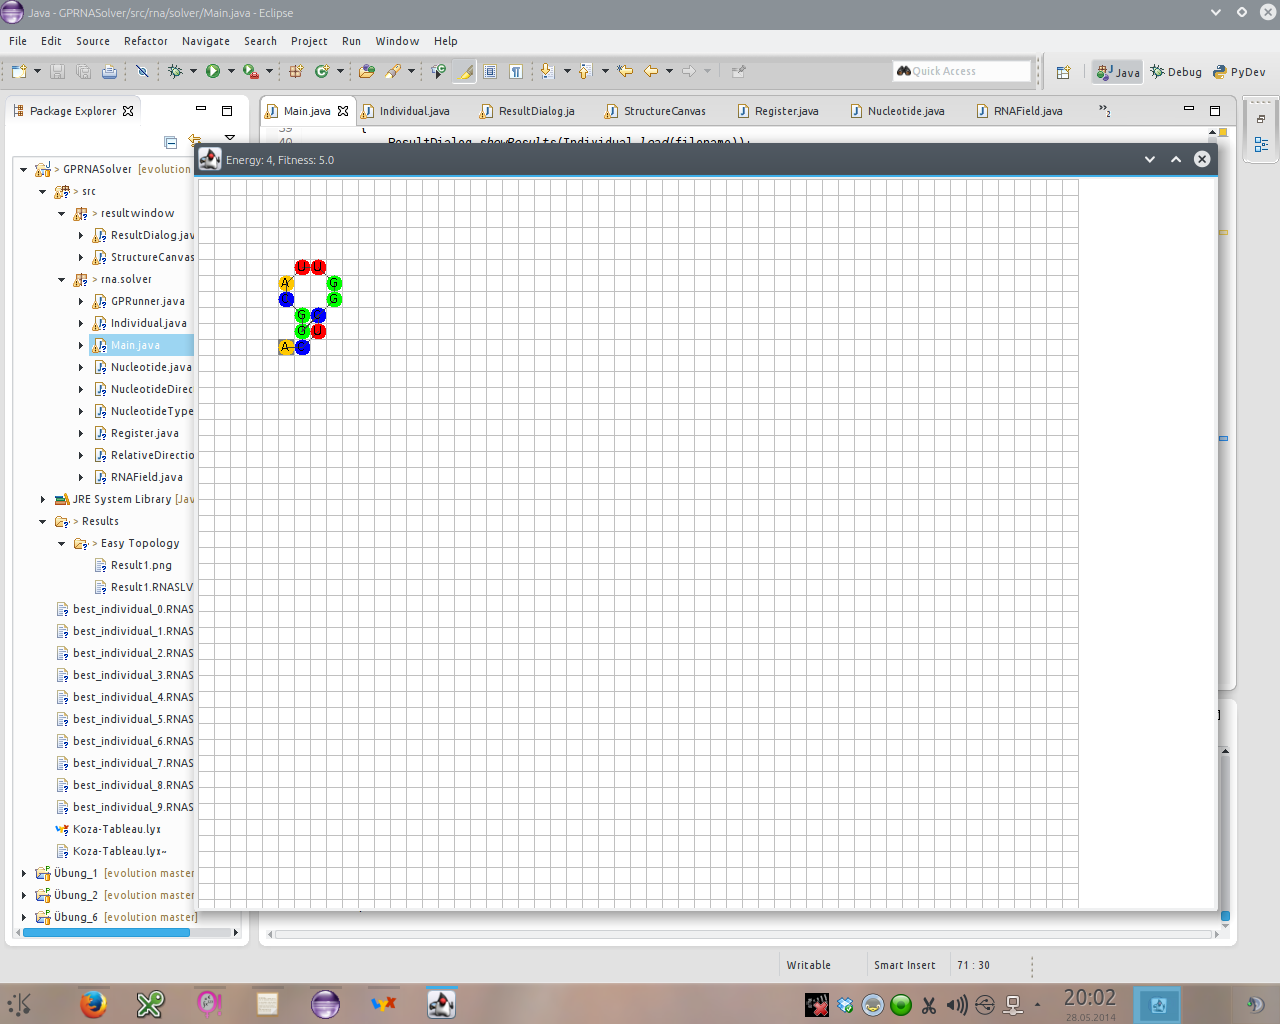 Java - GPRNASolver/src/rna/solver/Main.java - Eclipse
File Edit Source Refactor Navigate Search Project Run Window Help
Quick Access Java Debug PyDev
Package Explorer
Main.java Individual.java ResultDialog.ja StructureCanvas Register.java Nucleotide.java RNAField.java »2
39 {
40 ResultDialog.showResults(Individual.load(filename));
Energy: 4, Fitness: 5.0
> GPRNASolver [evolution
> src
> resultwindow
ResultDialog.jav
StructureCanvas
> rna.solver
GPRunner.java
Individual.java
Main.java
Nucleotide.java
NucleotideDirec
NucleotideType
Register.java
RelativeDirectio
RNAField.java
JRE System Library [Jav
> Results
> Easy Topology
Result1.png
Result1.RNASLV
best_individual_0.RNAS
best_individual_1.RNAS
best_individual_2.RNAS
best_individual_3.RNAS
best_individual_4.RNAS
best_individual_5.RNAS
best_individual_6.RNAS
best_individual_7.RNAS
best_individual_8.RNAS
best_individual_9.RNAS
Koza-Tableau.lyx
Koza-Tableau.lyx~
Übung_1 [evolution master
Übung_2 [evolution master
Übung_6 [evolution master]
U U
A G
C G
G C
G U
A C
Writable Smart Insert 71 : 30
20:02
28.05.2014